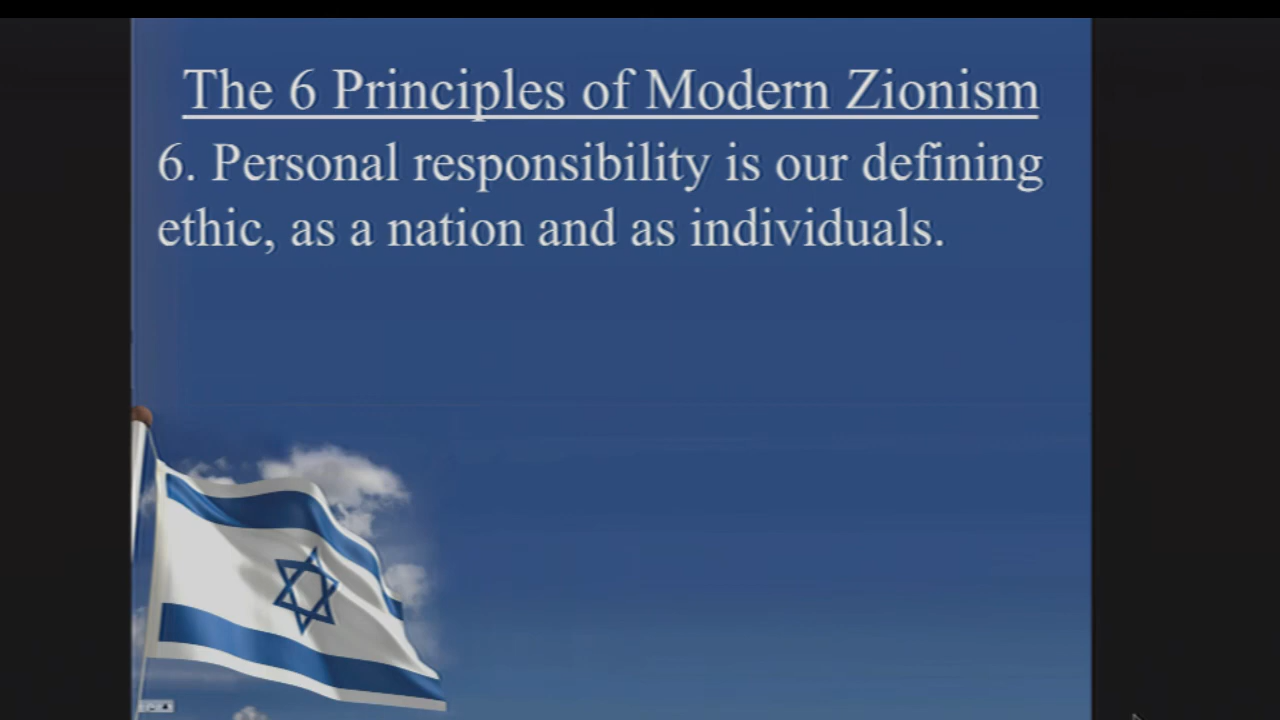 The 6 Principles of Modern Zionism
6. Personal responsibility is our defining
ethic, as a nation and as individuals.